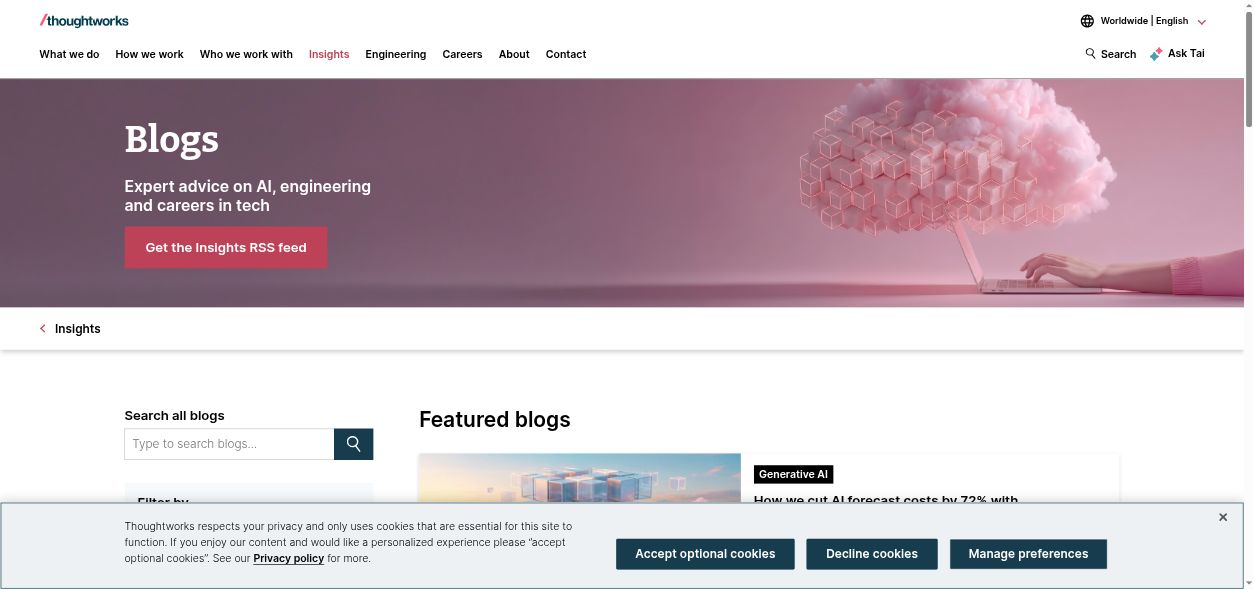 /thoughtworks
Worldwide | English
What we do How we work Who we work with Insights Engineering Careers About Contact
Search Ask Tai
Blogs
Expert advice on AI, engineering
and careers in tech
Get the Insights RSS feed
Insights
Search all blogs
Type to search blogs...
Filter by
Featured blogs
Generative AI
How we cut AI forecast costs by 72% with
Thoughtworks respects your privacy and only uses cookies that are essential for this site to
function. If you enjoy our content and would like a personalized experience please “accept
optional cookies”. See our Privacy policy for more.
Accept optional cookies Decline cookies Manage preferences